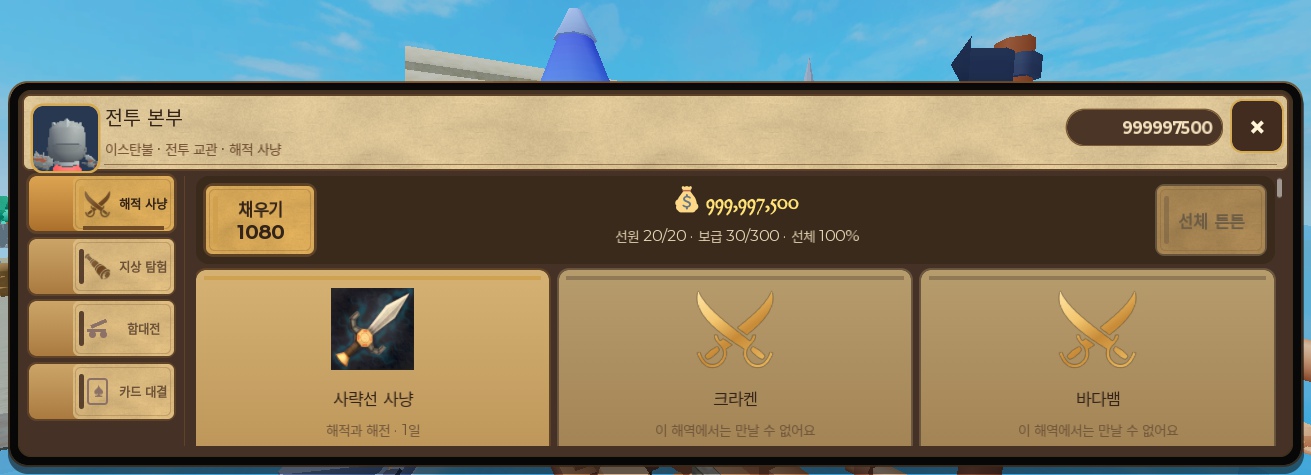 전투 본부
이스탄불 · 전투 교관 · 해적 사냥
999997500
×
해적 사냥
지상 탐험
함대전
카드 대결
채우기
1080
999,997,500
선원 20/20 · 보급 30/300 · 선체 100%
선체 튼튼
사략선 사냥
해적과 해전 · 1일
크라켄
이 해역에서는 만날 수 없어요
바다뱀
이 해역에서는 만날 수 없어요